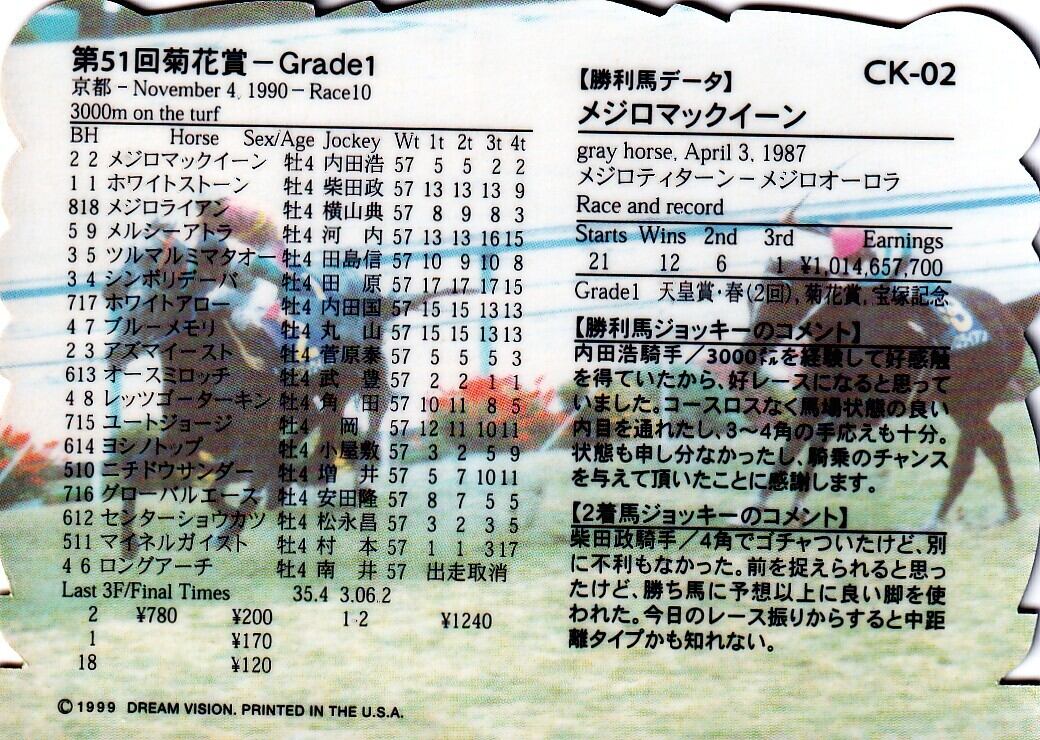 第51回菊花賞－Grade1
京都－November 4, 1990－Race10
3000m on the turf
BH Horse Sex/Age Jockey Wt 1t 2t 3t 4t
2 2 メジロマックイーン 牡4 内田浩 57 5 5 2 2
1 1 ホワイトストーン 牡4 柴田政 57 13 13 13 9
8 18 メジロライアン 牡4 横山典 57 8 9 8 3
5 9 メルシーアトラ 牡4 河 内 57 13 13 16 15
3 5 ツルマルミマタオー 牡4 田島信 57 10 9 10 8
3 4 シンボリデーバ 牡4 田 原 57 17 17 17 15
7 17 ホワイトアロー 牡4 内田国 57 15 15 13 13
4 7 ブルーメモリ 牡4 丸 山 57 15 15 13 13
2 3 アズマイースト 牡4 菅原泰 57 5 5 5 3
6 13 オースミロッチ 牡4 武 豊 57 2 2 1 1
4 8 レッツゴーターキン 牡4 角 田 57 10 11 8 5
7 15 ユートジョージ 牡4 岡 57 12 11 10 11
6 14 ヨシノトップ 牡4 小屋敷 57 3 2 5 9
5 10 ニチドウサンダー 牡4 増 井 57 5 7 10 11
7 16 グローバルエース 牡4 安田隆 57 8 7 5 5
6 12 センターショウカツ 牡4 松永昌 57 3 2 3 5
5 11 マイネルガイスト 牡4 村 本 57 1 1 3 17
4 6 ロングアーチ 牡4 南 井 57 出走取消
Last 3F/Final Times 35.4 3.06.2
2 ¥780 ¥200 1-2 ¥1240
1 ¥170
18 ¥120
©1999 DREAM VISION. PRINTED IN THE U.S.A.
CK-02
【勝利馬データ】
メジロマックイーン
gray horse, April 3, 1987
メジロティターン－メジロオーロラ
Race and record
Starts Wins 2nd 3rd Earnings
21 12 6 1 ¥1,014,657,700
Grade1 天皇賞・春(2回), 菊花賞, 宝塚記念
【勝利馬ジョッキーのコメント】
内田浩騎手／3000㍍を経験して好感触
を得ていたから、好レースになると思って
いました。コースロスなく馬場状態の良い
内目を通れたし、3〜4角の手応えも十分。
状態も申し分なかったし、騎乗のチャンス
を与えて頂いたことに感謝します。
【2着馬ジョッキーのコメント】
柴田政騎手／4角でゴチャついたけど、別
に不利もなかった。前を捉えられると思っ
たけど、勝ち馬に予想以上に良い脚を使
われた。今日のレース振りからすると中距
離タイプかも知れない。